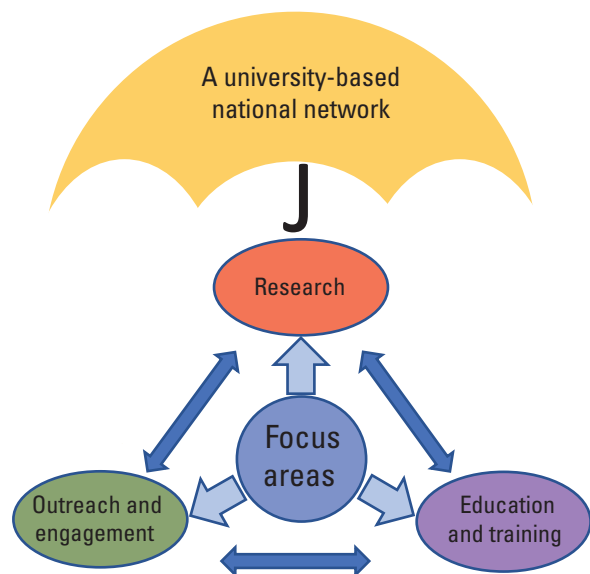 A university-based
national network
Research
Focus
areas
Outreach and
engagement
Education
and training